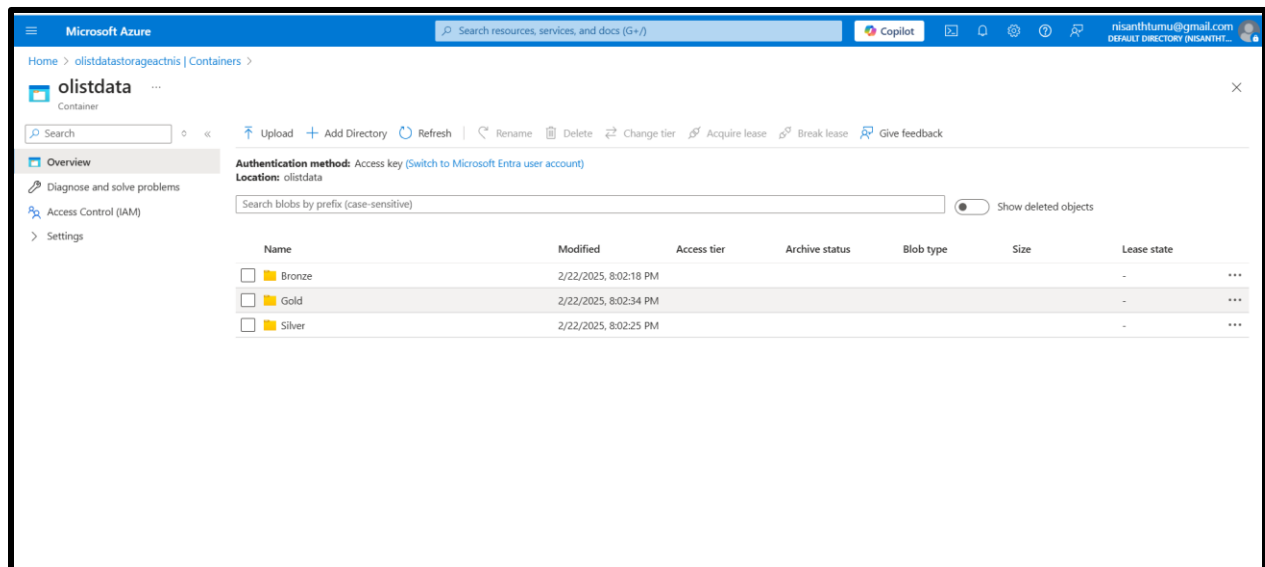 Microsoft Azure
Search resources, services, and docs (G+/)
Copilot
nisanthtumu@gmail.com
DEFAULT DIRECTORY (NISANTHT...
Home > olistdatastorageactnis | Containers >
olistdata ...
Container
Search
Upload Add Directory Refresh Rename Delete Change tier Acquire lease Break lease Give feedback
Overview
Diagnose and solve problems
Access Control (IAM)
Settings
Authentication method: Access key (Switch to Microsoft Entra user account)
Location: olistdata
Search blobs by prefix (case-sensitive)
Show deleted objects
Name Modified Access tier Archive status Blob type Size Lease state
Bronze 2/22/2025, 8:02:18 PM - ...
Gold 2/22/2025, 8:02:34 PM - ...
Silver 2/22/2025, 8:02:25 PM - ...